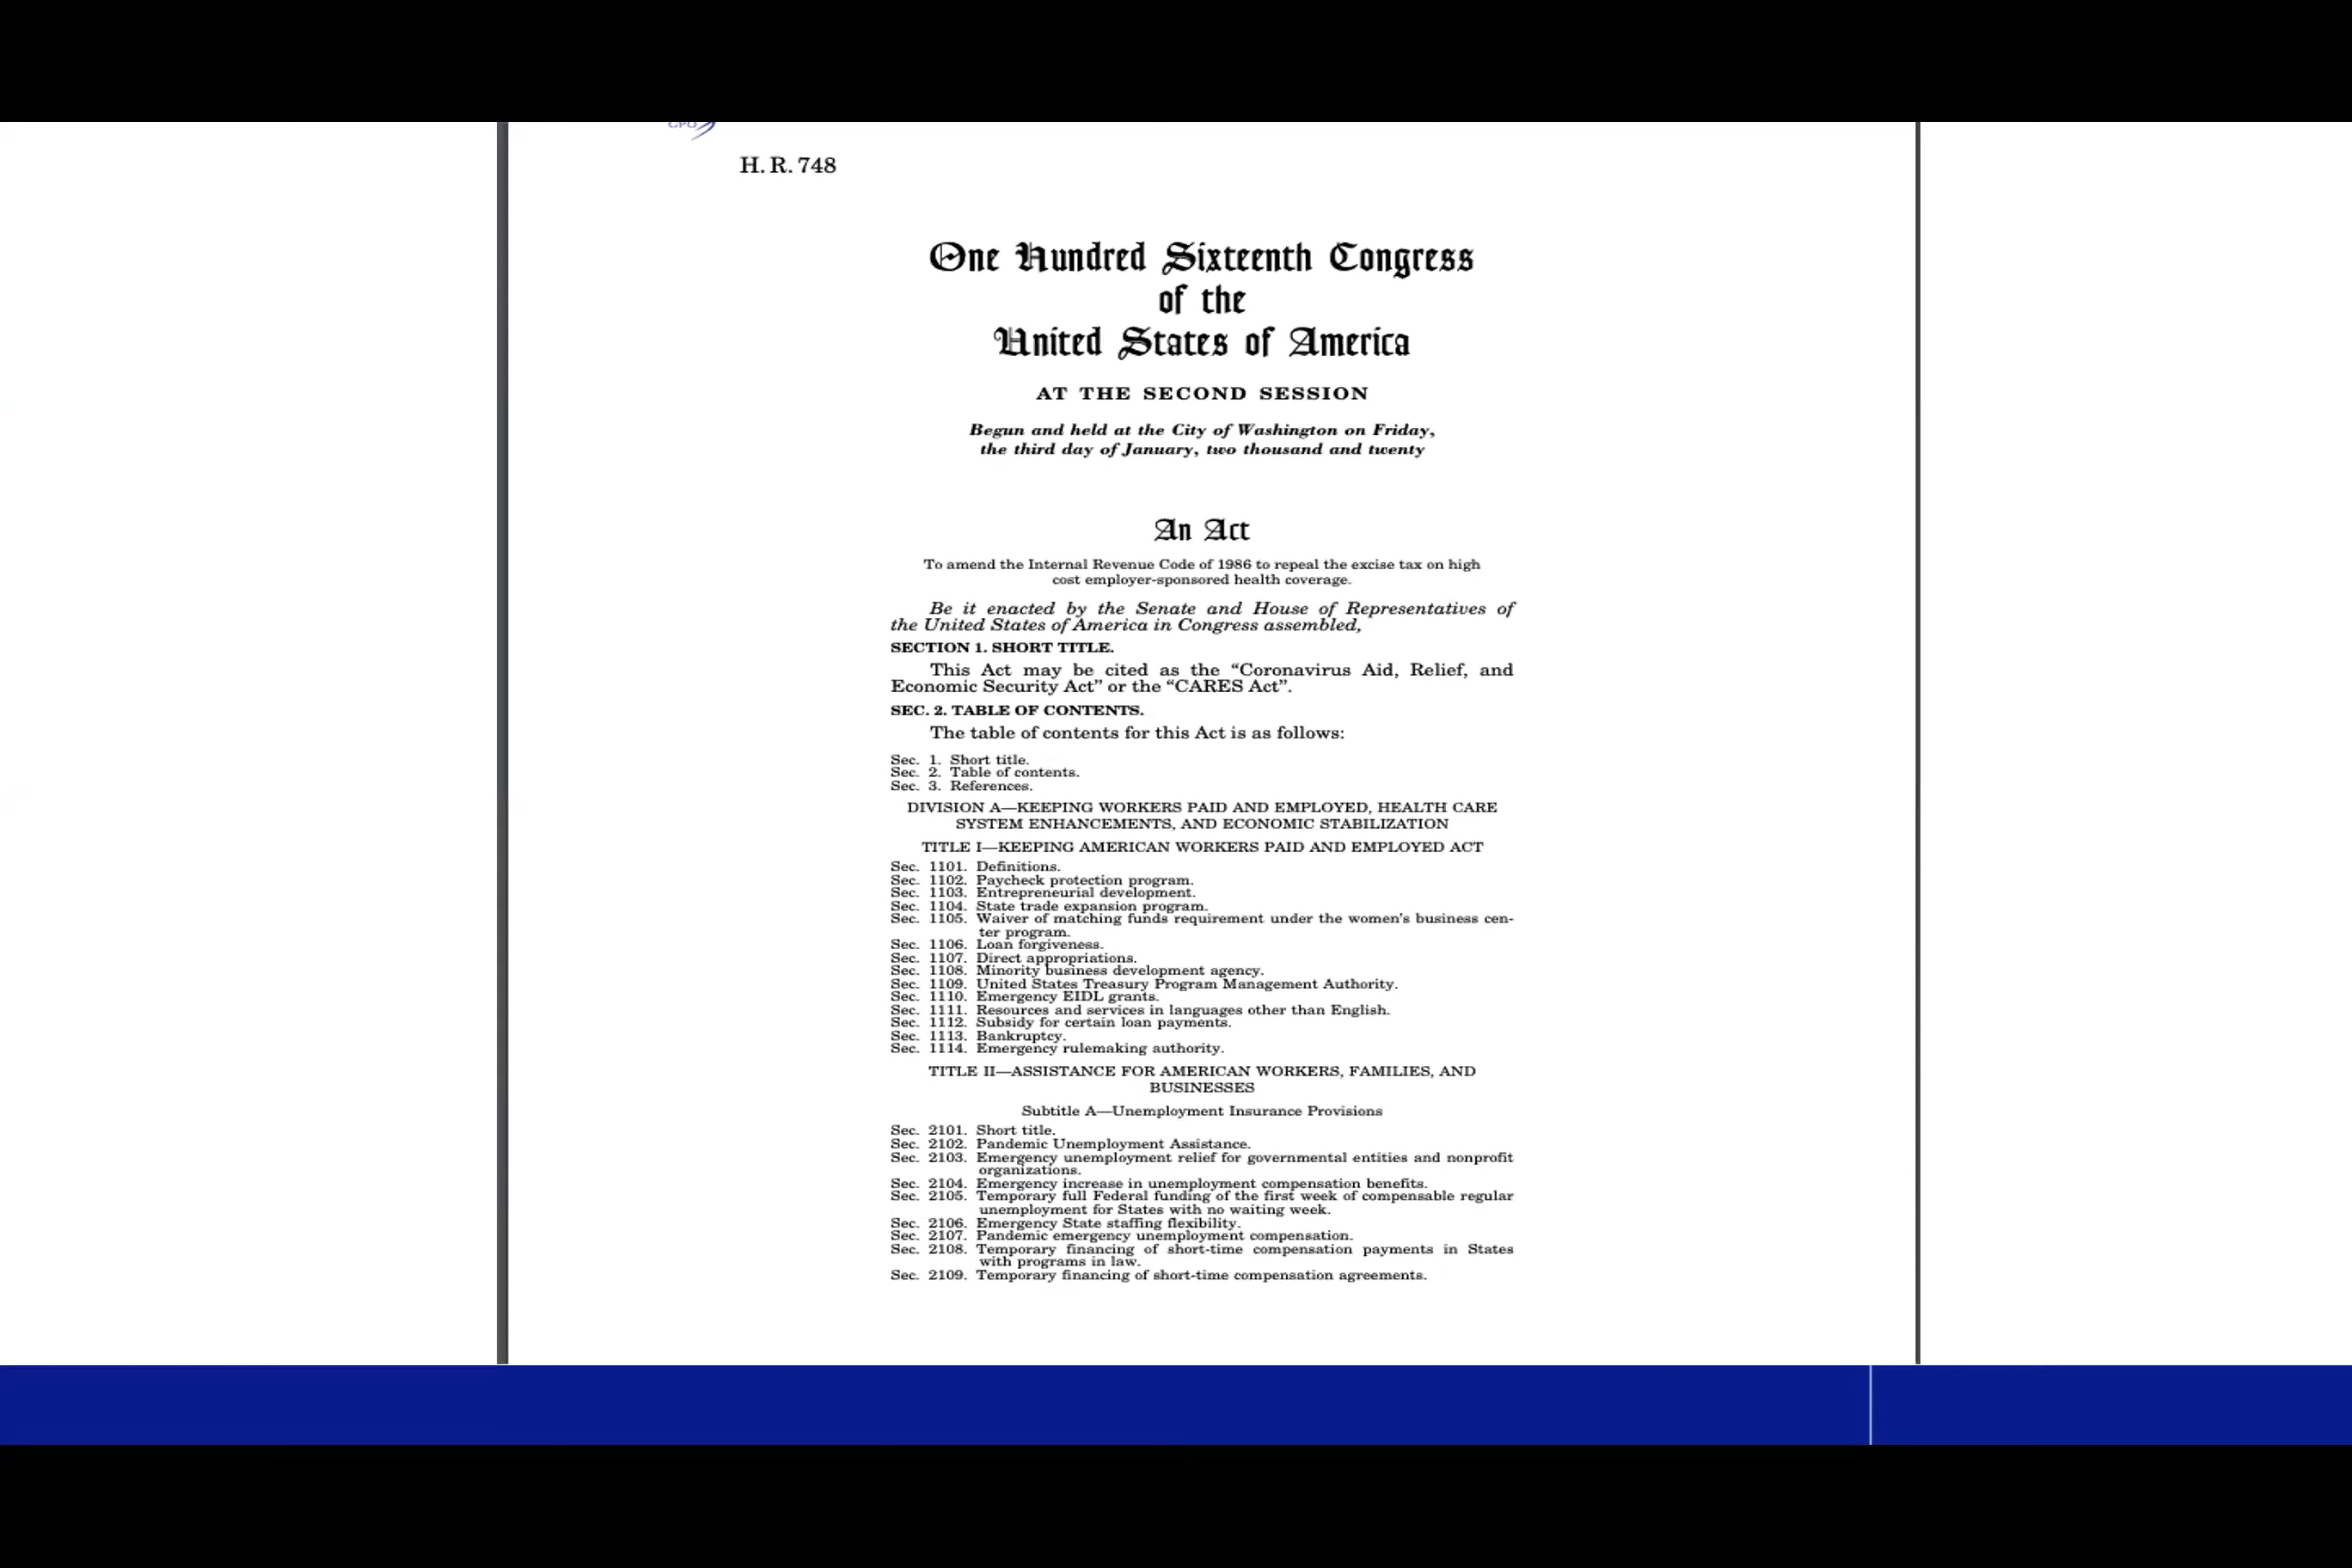 GPO
H. R. 748
One Hundred Sixteenth Congress
of the
United States of America
AT THE SECOND SESSION
Begun and held at the City of Washington on Friday,
the third day of January, two thousand and twenty
An Act
To amend the Internal Revenue Code of 1986 to repeal the excise tax on high
cost employer-sponsored health coverage.
Be it enacted by the Senate and House of Representatives of
the United States of America in Congress assembled,
SECTION 1. SHORT TITLE.
This Act may be cited as the “Coronavirus Aid, Relief, and
Economic Security Act” or the “CARES Act”.
SEC. 2. TABLE OF CONTENTS.
The table of contents for this Act is as follows:
Sec. 1. Short title.
Sec. 2. Table of contents.
Sec. 3. References.
DIVISION A—KEEPING WORKERS PAID AND EMPLOYED, HEALTH CARE
SYSTEM ENHANCEMENTS, AND ECONOMIC STABILIZATION
TITLE I—KEEPING AMERICAN WORKERS PAID AND EMPLOYED ACT
Sec. 1101. Definitions.
Sec. 1102. Paycheck protection program.
Sec. 1103. Entrepreneurial development.
Sec. 1104. State trade expansion program.
Sec. 1105. Waiver of matching funds requirement under the women’s business cen-
ter program.
Sec. 1106. Loan forgiveness.
Sec. 1107. Direct appropriations.
Sec. 1108. Minority business development agency.
Sec. 1109. United States Treasury Program Management Authority.
Sec. 1110. Emergency EIDL grants.
Sec. 1111. Resources and services in languages other than English.
Sec. 1112. Subsidy for certain loan payments.
Sec. 1113. Bankruptcy.
Sec. 1114. Emergency rulemaking authority.
TITLE II—ASSISTANCE FOR AMERICAN WORKERS, FAMILIES, AND
BUSINESSES
Subtitle A—Unemployment Insurance Provisions
Sec. 2101. Short title.
Sec. 2102. Pandemic Unemployment Assistance.
Sec. 2103. Emergency unemployment relief for governmental entities and nonprofit
organizations.
Sec. 2104. Emergency increase in unemployment compensation benefits.
Sec. 2105. Temporary full Federal funding of the first week of compensable regular
unemployment for States with no waiting week.
Sec. 2106. Emergency State staffing flexibility.
Sec. 2107. Pandemic emergency unemployment compensation.
Sec. 2108. Temporary financing of short-time compensation payments in States
with programs in law.
Sec. 2109. Temporary financing of short-time compensation agreements.